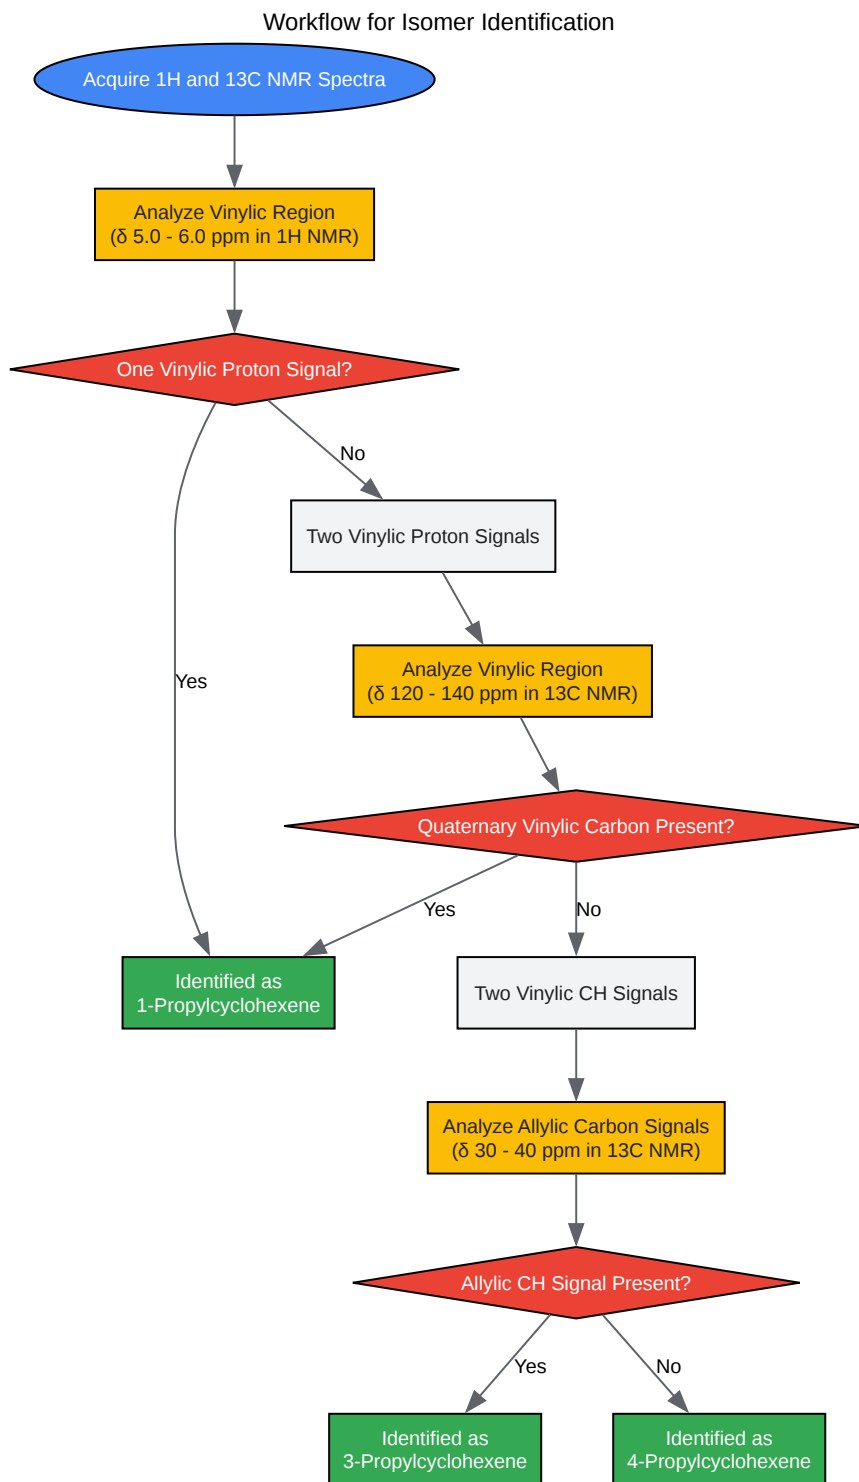 Workflow for Isomer Identification
Acquire 1H and 13C NMR Spectra
Analyze Vinylic Region
(δ 5.0 - 6.0 ppm in 1H NMR)
One Vinylic Proton Signal?
No
Two Vinylic Proton Signals
Analyze Vinylic Region
(δ 120 - 140 ppm in 13C NMR)
Yes
Quaternary Vinylic Carbon Present?
Yes
No
Identified as
1-Propylcyclohexene
Two Vinylic CH Signals
Analyze Allylic Carbon Signals
(δ 30 - 40 ppm in 13C NMR)
Allylic CH Signal Present?
Yes
No
Identified as
3-Propylcyclohexene
Identified as
4-Propylcyclohexene